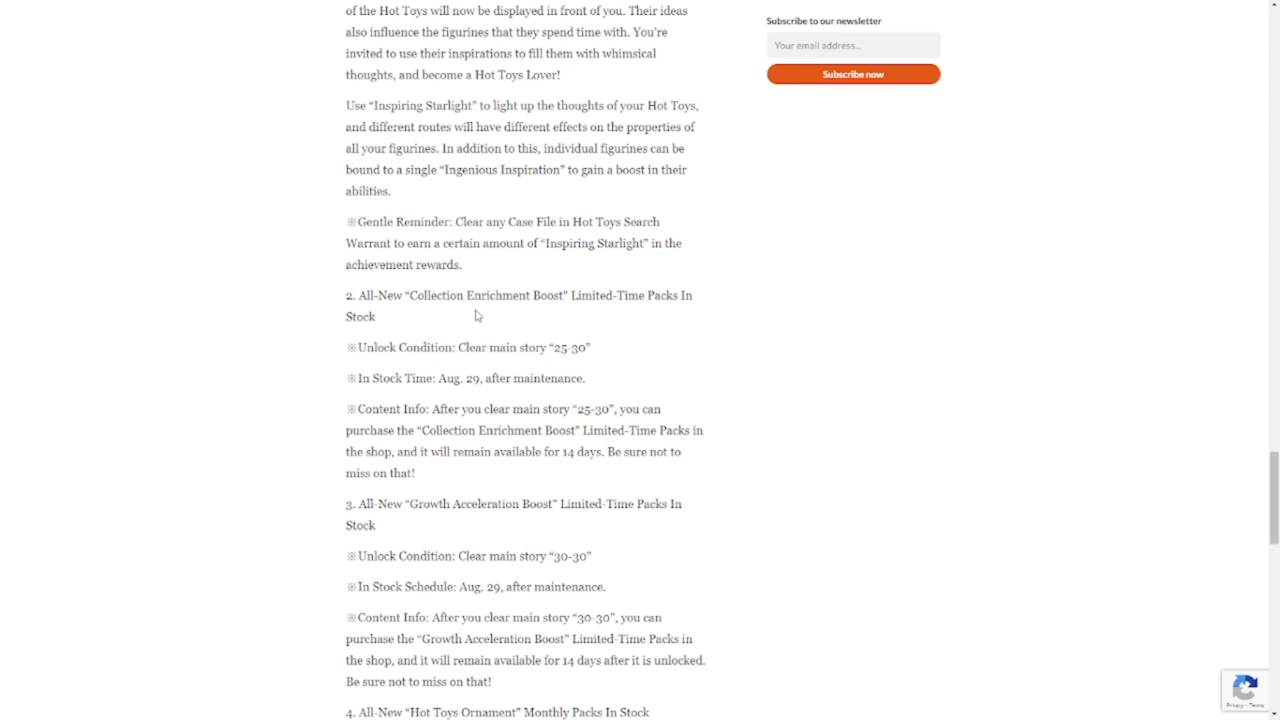 of the Hot Toys will now be displayed in front of you. Their ideas
also influence the figurines that they spend time with. You're
invited to use their inspirations to fill them with whimsical
thoughts, and become a Hot Toys Lover!
Use “Inspiring Starlight” to light up the thoughts of your Hot Toys,
and different routes will have different effects on the properties of
all your figurines. In addition to this, individual figurines can be
bound to a single “Ingenious Inspiration” to gain a boost in their
abilities.
※Gentle Reminder: Clear any Case File in Hot Toys Search
Warrant to earn a certain amount of “Inspiring Starlight” in the
achievement rewards.
2. All-New “Collection Enrichment Boost” Limited-Time Packs In
Stock
※Unlock Condition: Clear main story “25-30”
※In Stock Time: Aug. 29, after maintenance.
※Content Info: After you clear main story “25-30”, you can
purchase the “Collection Enrichment Boost” Limited-Time Packs in
the shop, and it will remain available for 14 days. Be sure not to
miss on that!
3. All-New “Growth Acceleration Boost” Limited-Time Packs In
Stock
※Unlock Condition: Clear main story “30-30”
※In Stock Schedule: Aug. 29, after maintenance.
※Content Info: After you clear main story “30-30”, you can
purchase the “Growth Acceleration Boost” Limited-Time Packs in
the shop, and it will remain available for 14 days after it is unlocked.
Be sure not to miss on that!
4. All-New “Hot Toys Ornament” Monthly Packs In Stock
Subscribe to our newsletter
Your email address...
Subscribe now
Privacy - Terms